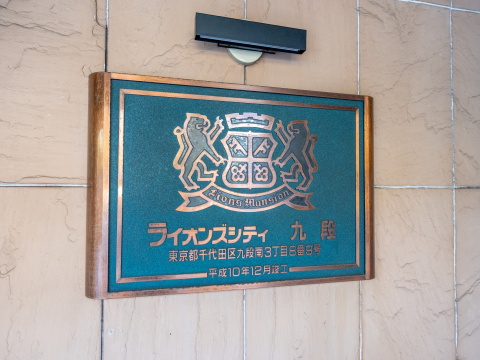 Lions Mansion
ライオンズシティ 九段
東京都千代田区九段南3丁目8番9号
平成10年12月竣工